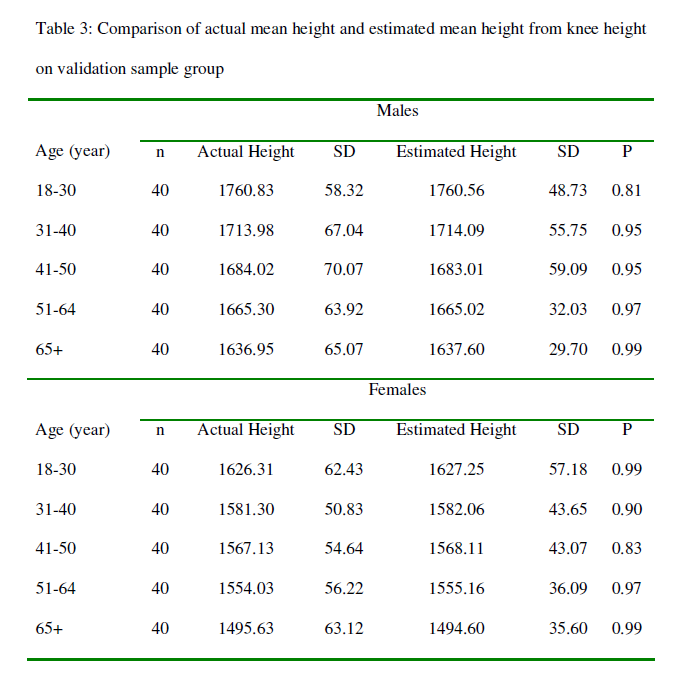 Table 3: Comparison of actual mean height and estimated mean height from knee height
on validation sample group
Males
Age (year) n Actual Height SD Estimated Height SD P
18-30 40 1760.83 58.32 1760.56 48.73 0.81
31-40 40 1713.98 67.04 1714.09 55.75 0.95
41-50 40 1684.02 70.07 1683.01 59.09 0.95
51-64 40 1665.30 63.92 1665.02 32.03 0.97
65+ 40 1636.95 65.07 1637.60 29.70 0.99
Females
Age (year) n Actual Height SD Estimated Height SD P
18-30 40 1626.31 62.43 1627.25 57.18 0.99
31-40 40 1581.30 50.83 1582.06 43.65 0.90
41-50 40 1567.13 54.64 1568.11 43.07 0.83
51-64 40 1554.03 56.22 1555.16 36.09 0.97
65+ 40 1495.63 63.12 1494.60 35.60 0.99